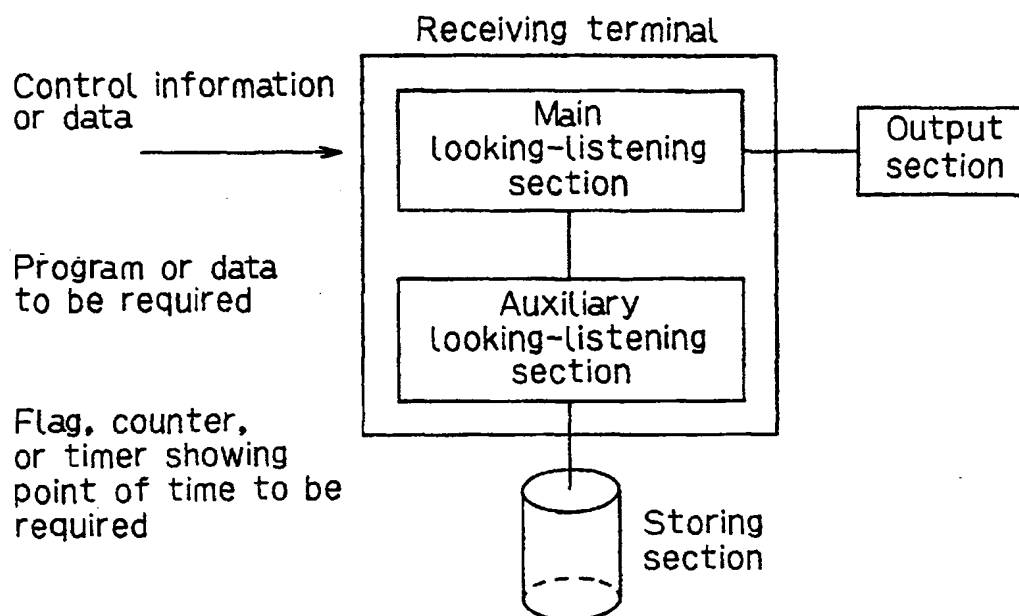 Receiving terminal
Control information
or data
Main
looking-listening
section
Output
section
Program or data
to be required
Auxiliary
looking-listening
section
Flag, counter,
or timer showing
point of time to be
required
Storing
section